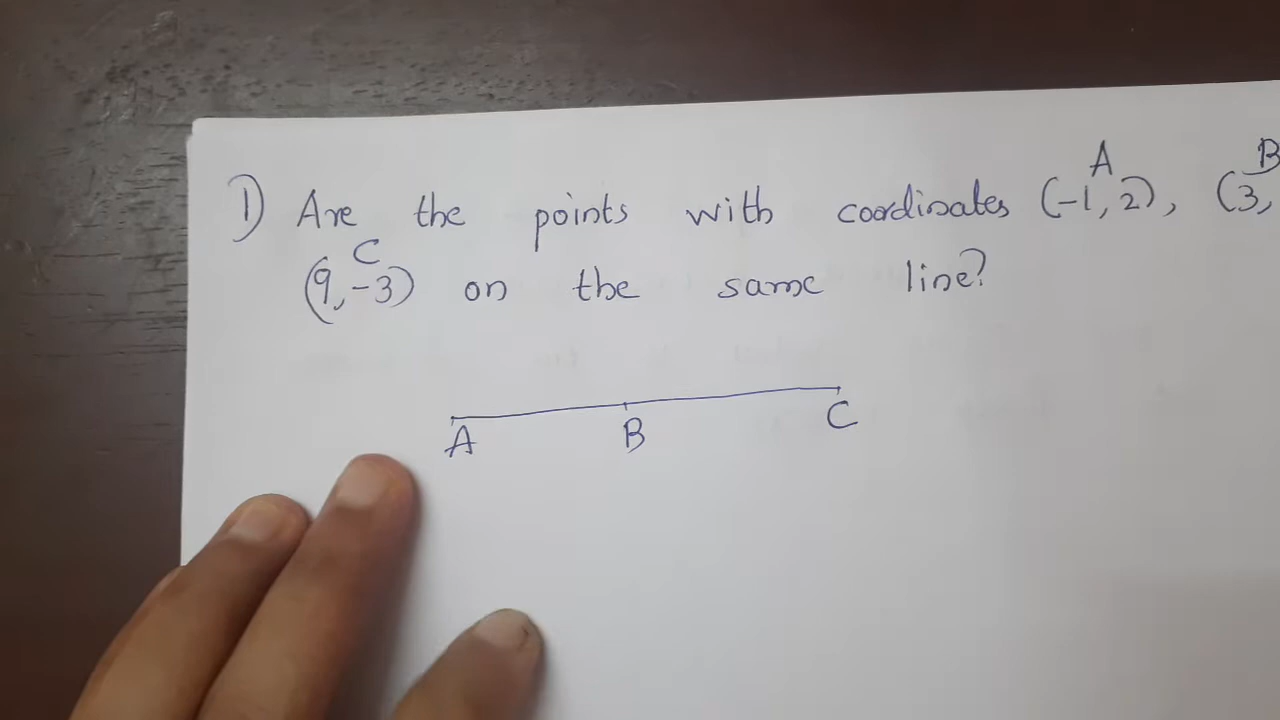 1) Are the points with coordinates (-1, 2), (3,
A
B
(9, -3) on the same line?
C
A B C